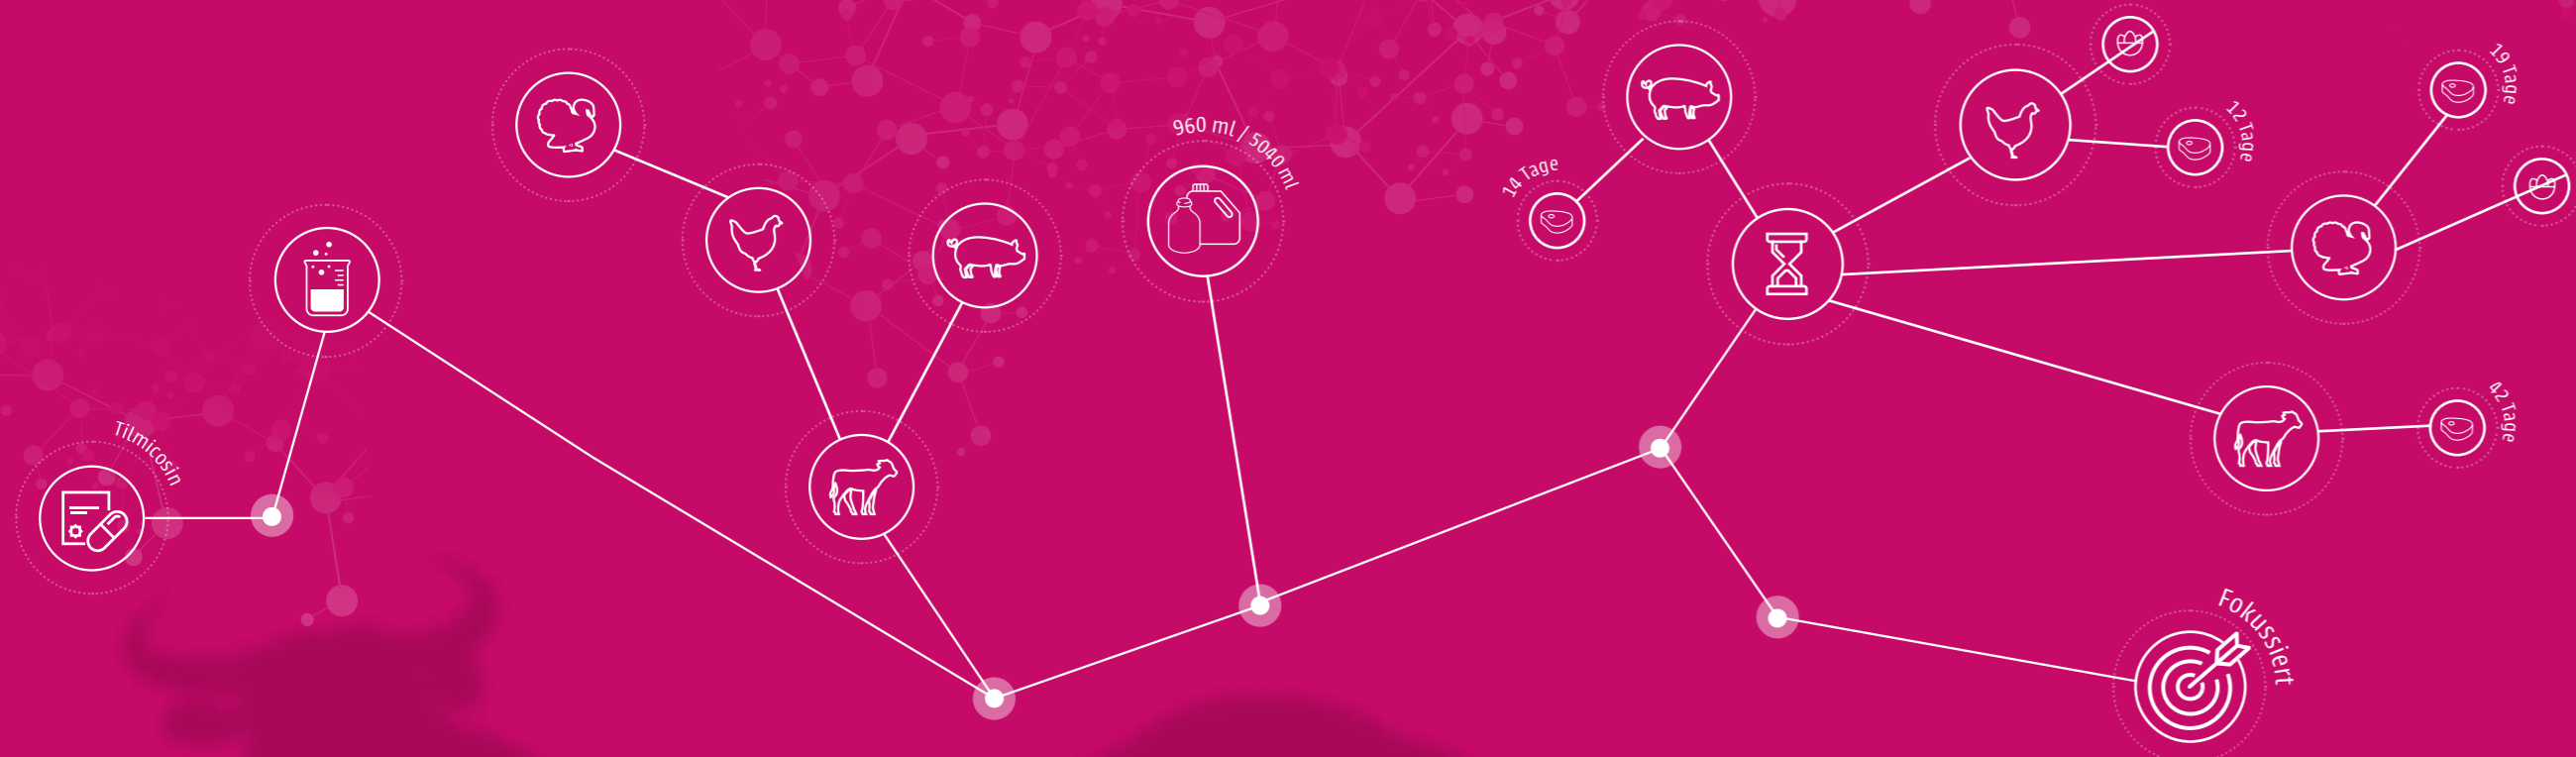 Tilmicosin
960 ml / 5040 ml
14 Tage
12 Tage
19 Tage
42 Tage
Fokussiert